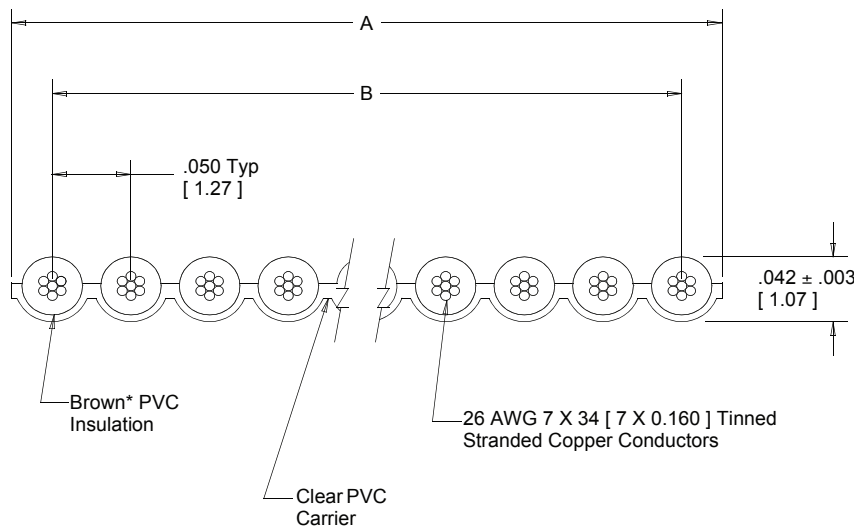 A
B
.050 Typ
[ 1.27 ]
.042 ± .003
[ 1.07 ]
Brown* PVC
Insulation
26 AWG 7 X 34 [ 7 X 0.160 ] Tinned
Stranded Copper Conductors
Clear PVC
Carrier